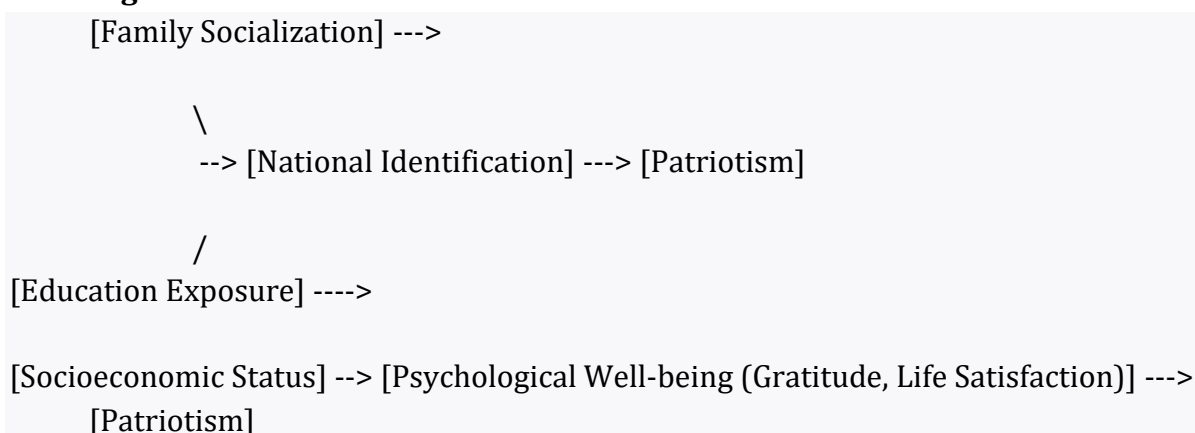 [Family Socialization] --->
\
--> [National Identification] ---> [Patriotism]
/
[Education Exposure] ---->
[Socioeconomic Status] --> [Psychological Well-being (Gratitude, Life Satisfaction)] --->
[Patriotism]